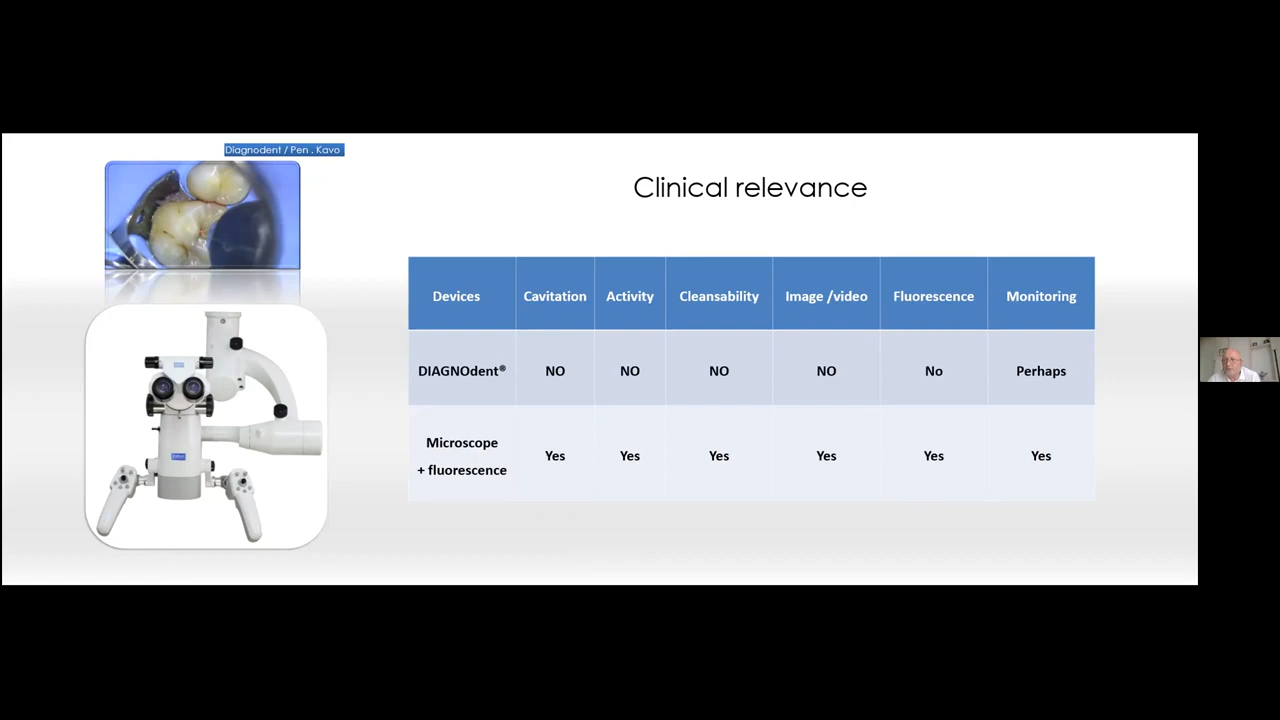 Diagnodent / Pen . Kavo
Clinical relevance
Devices Cavitation Activity Cleansability Image /video Fluorescence Monitoring
DIAGNOdent® NO NO NO NO No Perhaps
Microscope
+ fluorescence Yes Yes Yes Yes Yes Yes